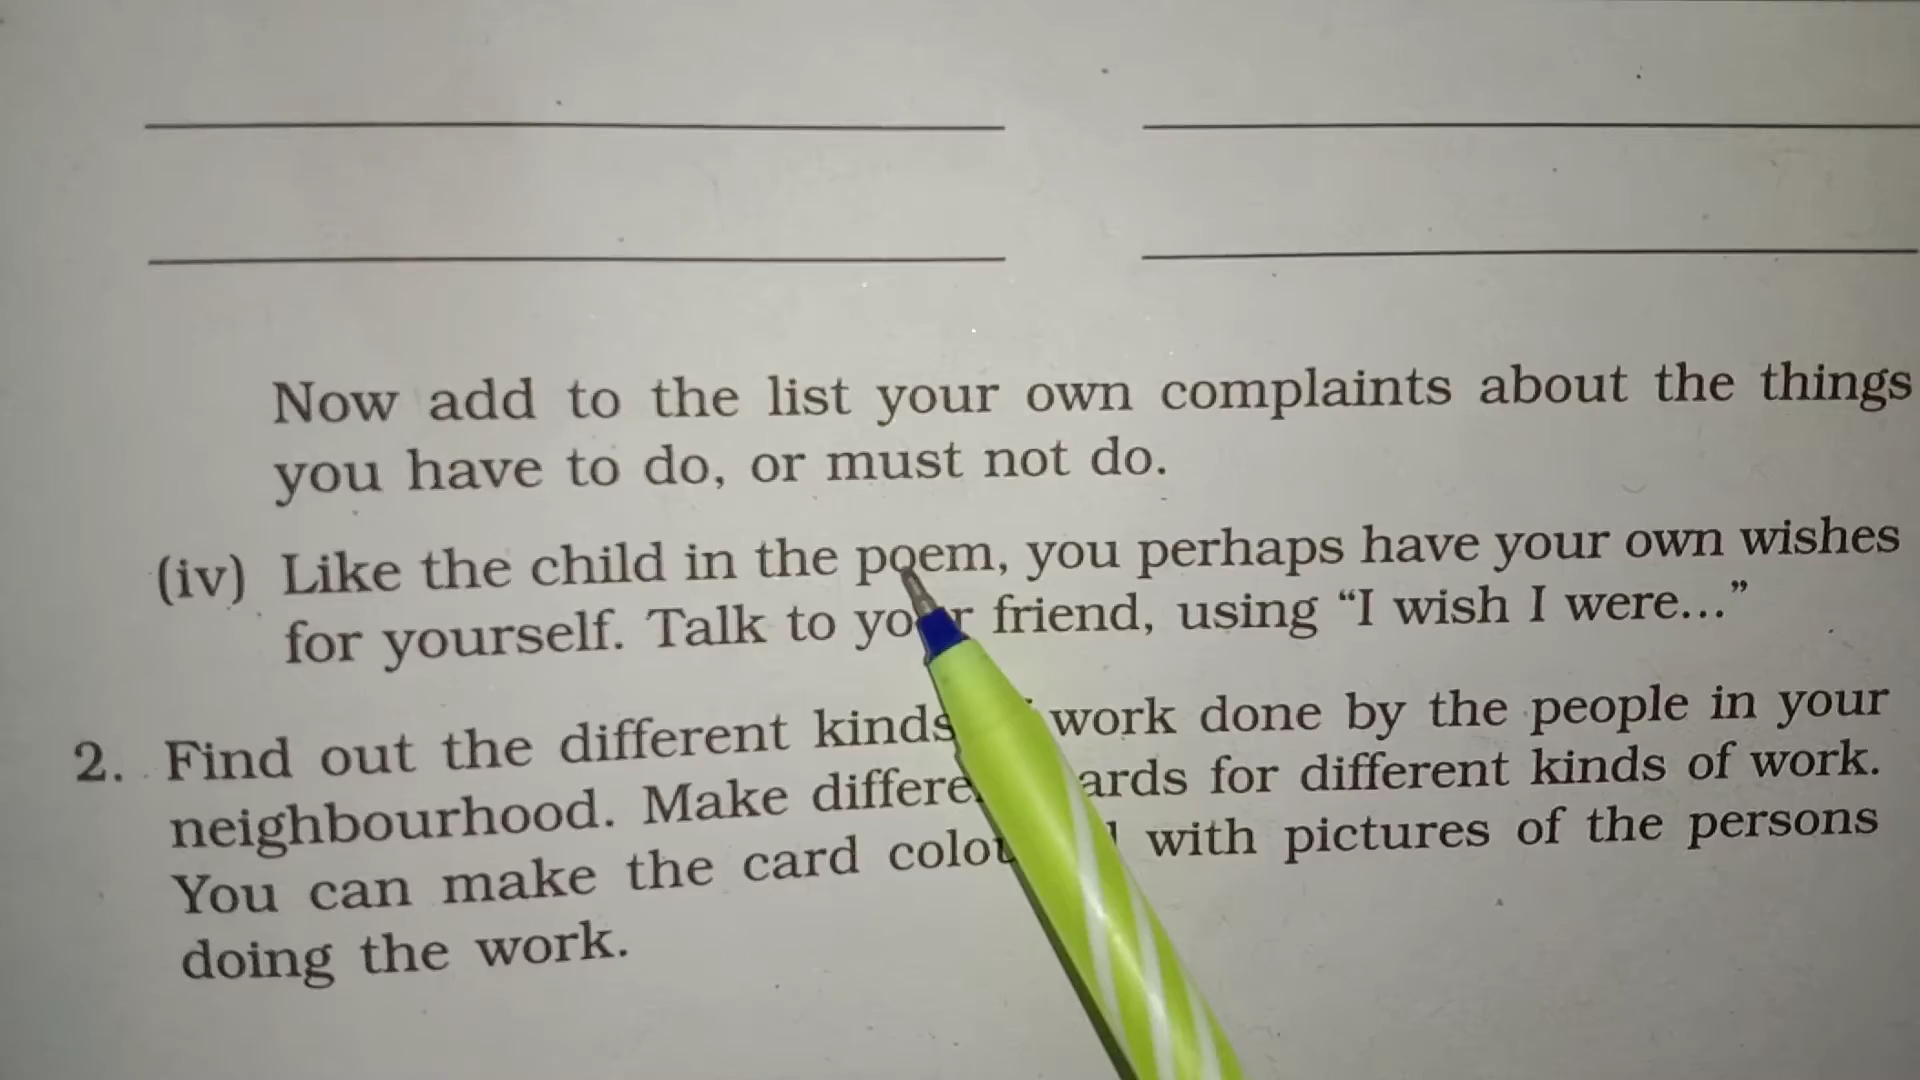 Now add to the list your own complaints about the things
you have to do, or must not do.
(iv) Like the child in the poem, you perhaps have your own wishes
for yourself. Talk to your friend, using “I wish I were...”
2. Find out the different kinds work done by the people in your
neighbourhood. Make for different kinds of work.
You can make the card with pictures of the persons
doing the work.